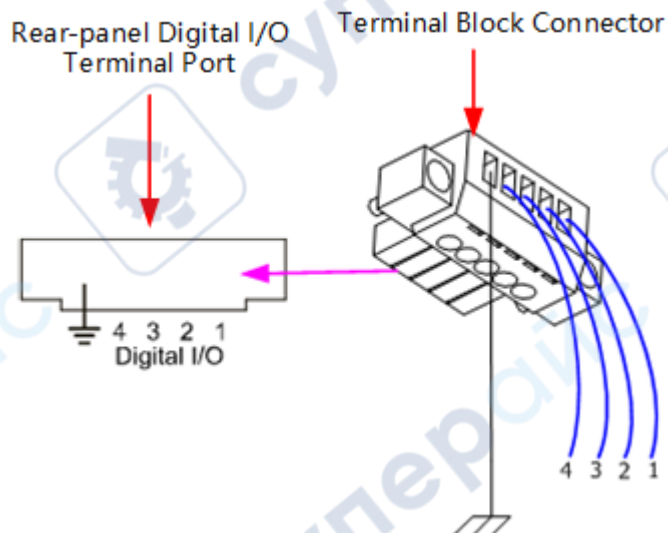 Rear-panel Digital I/O
Terminal Port
Terminal Block Connector
4 3 2 1
Digital I/O
4 3 2 1